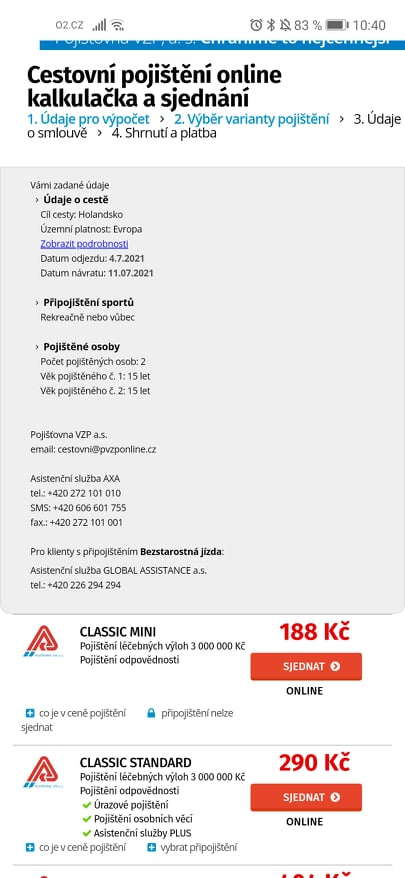 O2.CZ 83 % 10:40
Pojišťovna VZP, a. s. Chráníme to nejcennější
Cestovní pojištění online
kalkulačka a sjednání
1. Údaje pro výpočet › 2. Výběr varianty pojištění › 3. Údaje
o smlouvě › 4. Shrnutí a platba
Vámi zadané údaje
› Údaje o cestě
Cíl cesty: Holandsko
Územní platnost: Evropa
Zobrazit podrobnosti
Datum odjezdu: 4.7.2021
Datum návratu: 11.07.2021
› Připojištění sportů
Rekreačně nebo vůbec
› Pojištěné osoby
Počet pojištěných osob: 2
Věk pojištěného č. 1: 15 let
Věk pojištěného č. 2: 15 let
Pojišťovna VZP a.s.
email: cestovni@pvzponline.cz
Asistenční služba AXA
tel.: +420 272 101 010
SMS: +420 606 601 755
fax.: +420 272 101 001
Pro klienty s připojištěním Bezstarostná jízda:
Asistenční služba GLOBAL ASSISTANCE a.s.
tel.: +420 226 294 294
CLASSIC MINI
Pojištění léčebných výloh 3 000 000 Kč
Pojištění odpovědnosti
188 Kč
SJEDNAT
ONLINE
co je v ceně pojištění připojištění nelze
sjednat
CLASSIC STANDARD
Pojištění léčebných výloh 3 000 000 Kč
Pojištění odpovědnosti
Úrazové pojištění
Pojištění osobních věcí
Asistenční služby PLUS
290 Kč
SJEDNAT
ONLINE
co je v ceně pojištění vybrat připojištění